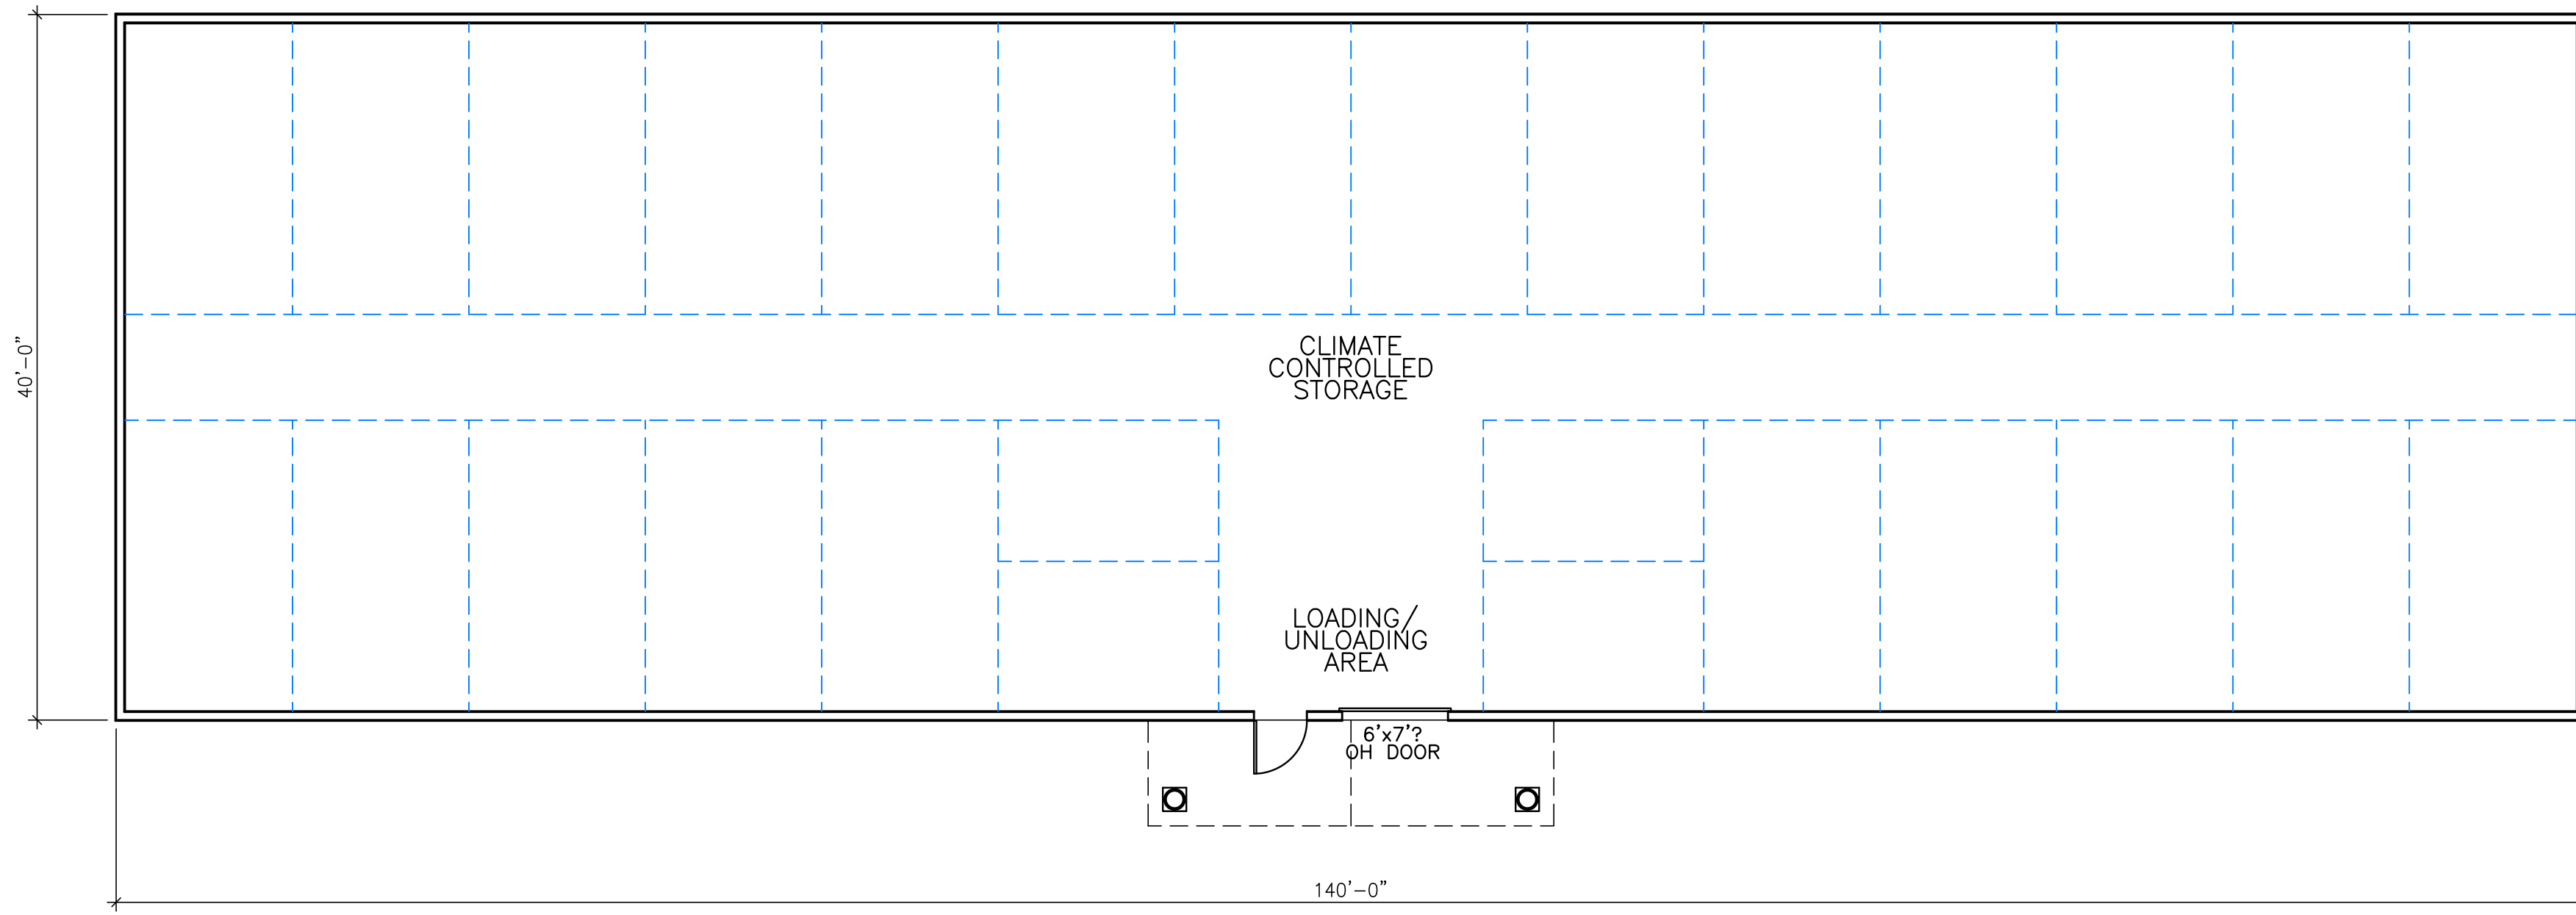 40'-0"
CLIMATE
CONTROLLED
STORAGE
LOADING/
UNLOADING
AREA
6'x7'?
OH DOOR
140'-0"